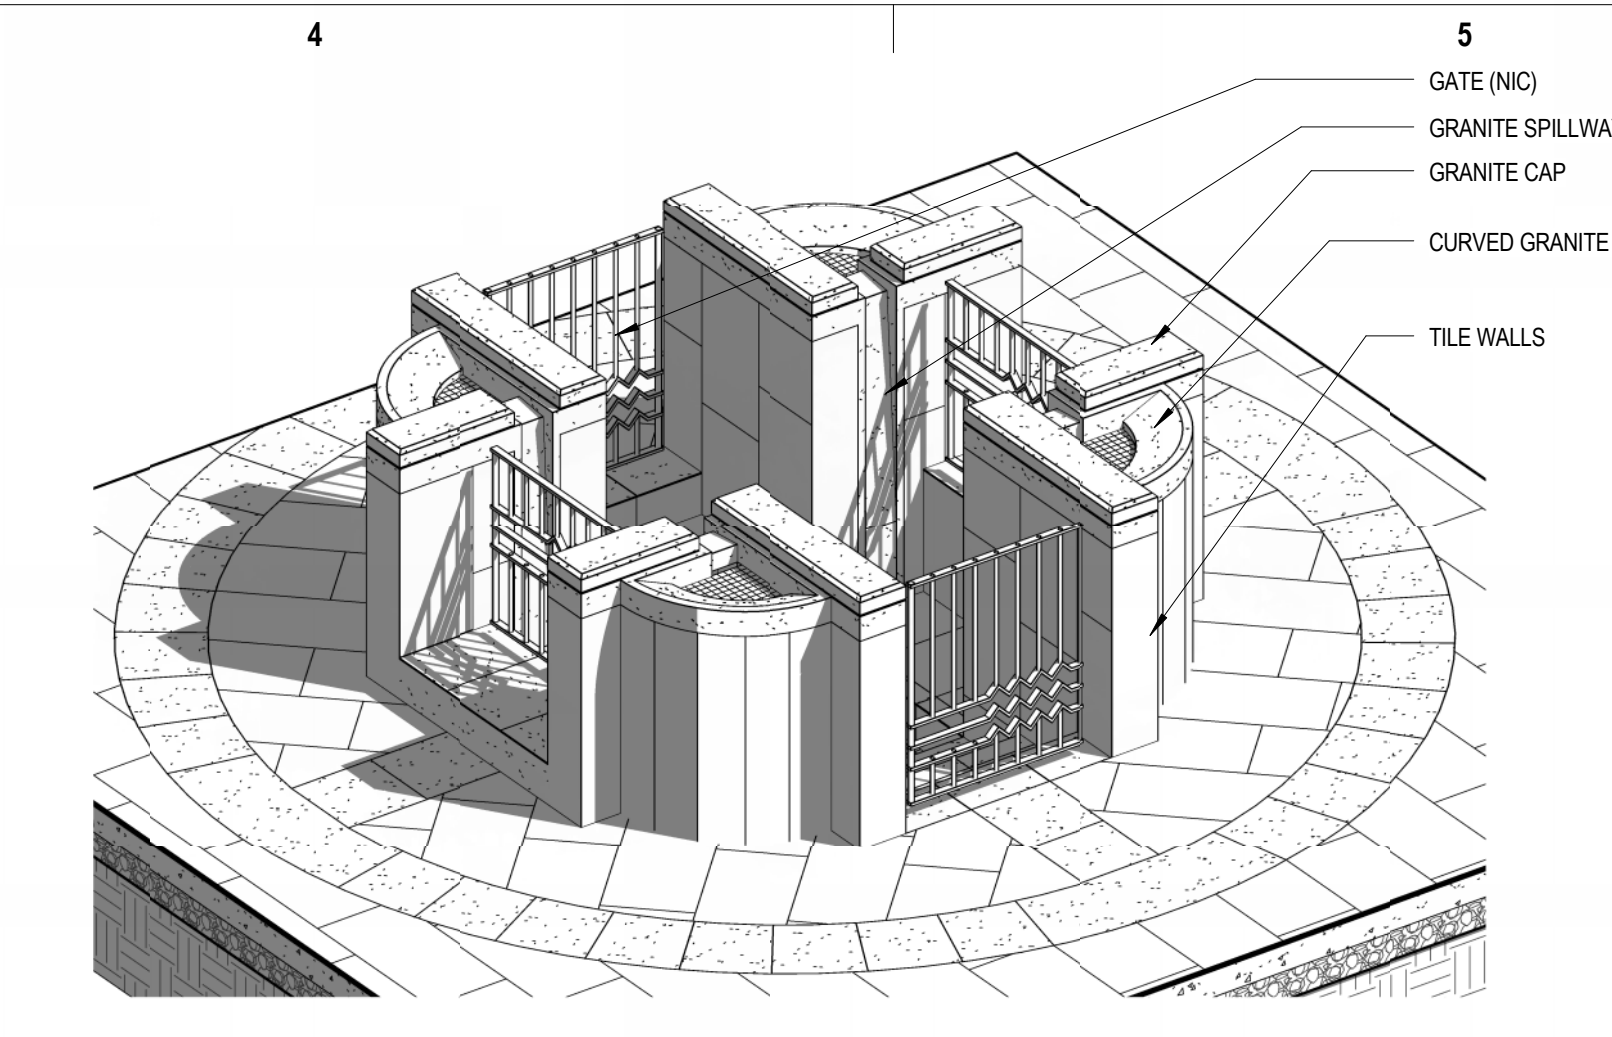 4
5
GATE (NIC)
GRANITE SPILLWA
GRANITE CAP
CURVED GRANITE
TILE WALLS